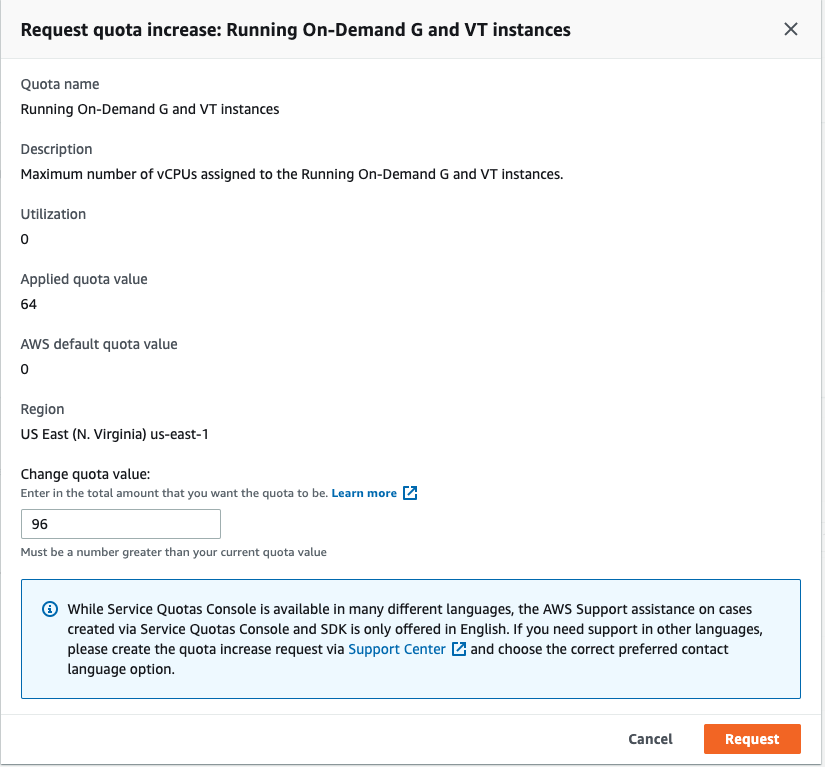 Request quota increase: Running On-Demand G and VT instances
Quota name
Running On-Demand G and VT instances
Description
Maximum number of vCPUs assigned to the Running On-Demand G and VT instances.
Utilization
0
Applied quota value
64
AWS default quota value
0
Region
US East (N. Virginia) us-east-1
Change quota value:
Enter in the total amount that you want the quota to be. Learn more
96
Must be a number greater than your current quota value
While Service Quotas Console is available in many different languages, the AWS Support assistance on cases
created via Service Quotas Console and SDK is only offered in English. If you need support in other languages,
please create the quota increase request via Support Center and choose the correct preferred contact
language option.
Cancel
Request